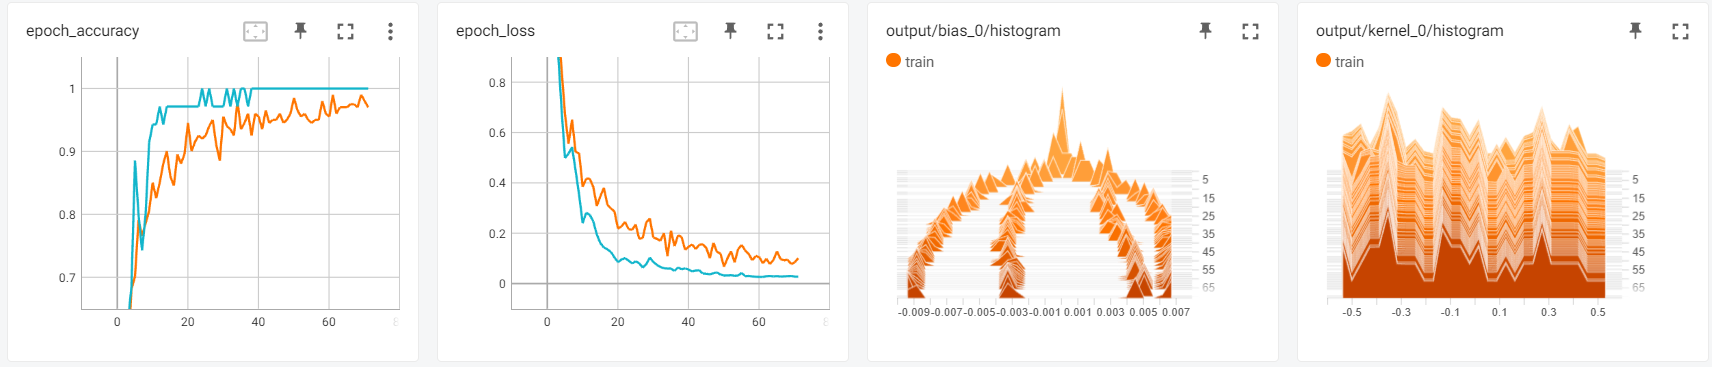 epoch_accuracy
1
0.9
0.8
0.7
0 20 40 60 8
epoch_loss
0.8
0.6
0.4
0.2
0
0 20 40 60 8
output/bias_0/histogram
train
5
15
25
35
45
55
65
-0.009 -0.007 -0.005 -0.003 -0.001 0.001 0.003 0.005 0.007
output/kernel_0/histogram
train
5
15
25
35
45
55
65
-0.5 -0.3 -0.1 0.1 0.3 0.5